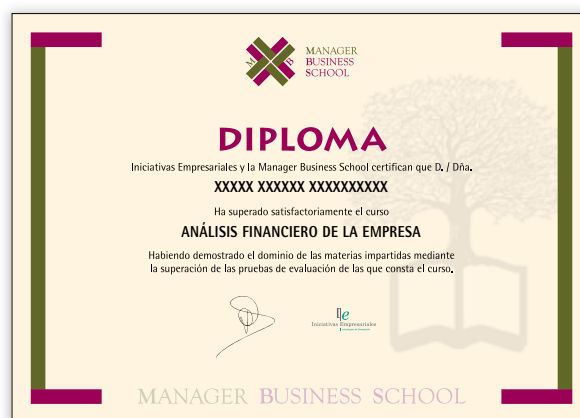 M B
MANAGER
BUSINESS
SCHOOL
DIPLOMA
Iniciativas Empresariales y la Manager Business School certifican que D. / Dña.
XXXXX XXXXXX XXXXXXXXXX
Ha superado satisfactoriamente el curso
ANÁLISIS FINANCIERO DE LA EMPRESA
Habiendo demostrado el dominio de las materias impartidas mediante
la superación de las pruebas de evaluación de las que consta el curso.
Iniciativas Empresariales
MANAGER BUSINESS SCHOOL